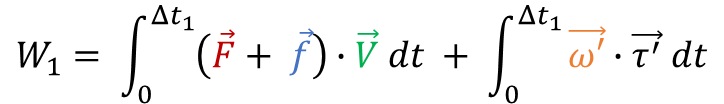 W₁ = ∫₀^Δt₁ (F⃗ + f⃗) · V⃗ dt + ∫₀^Δt₁ ω′⃗ · τ′⃗ dt